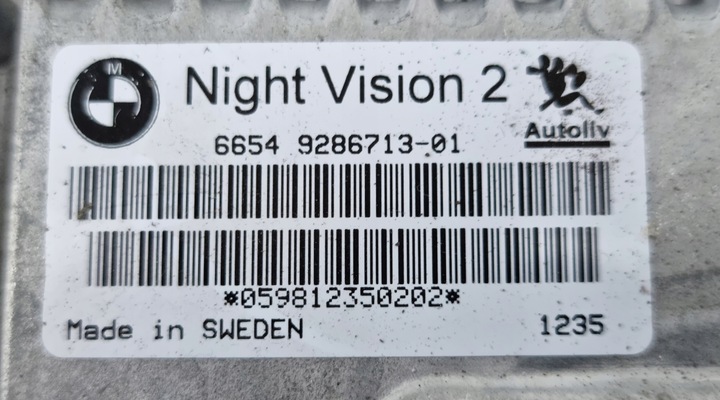 M
Night Vision 2
Autoliv
6654 9286713-01
*059812350202*
Made in SWEDEN 1235